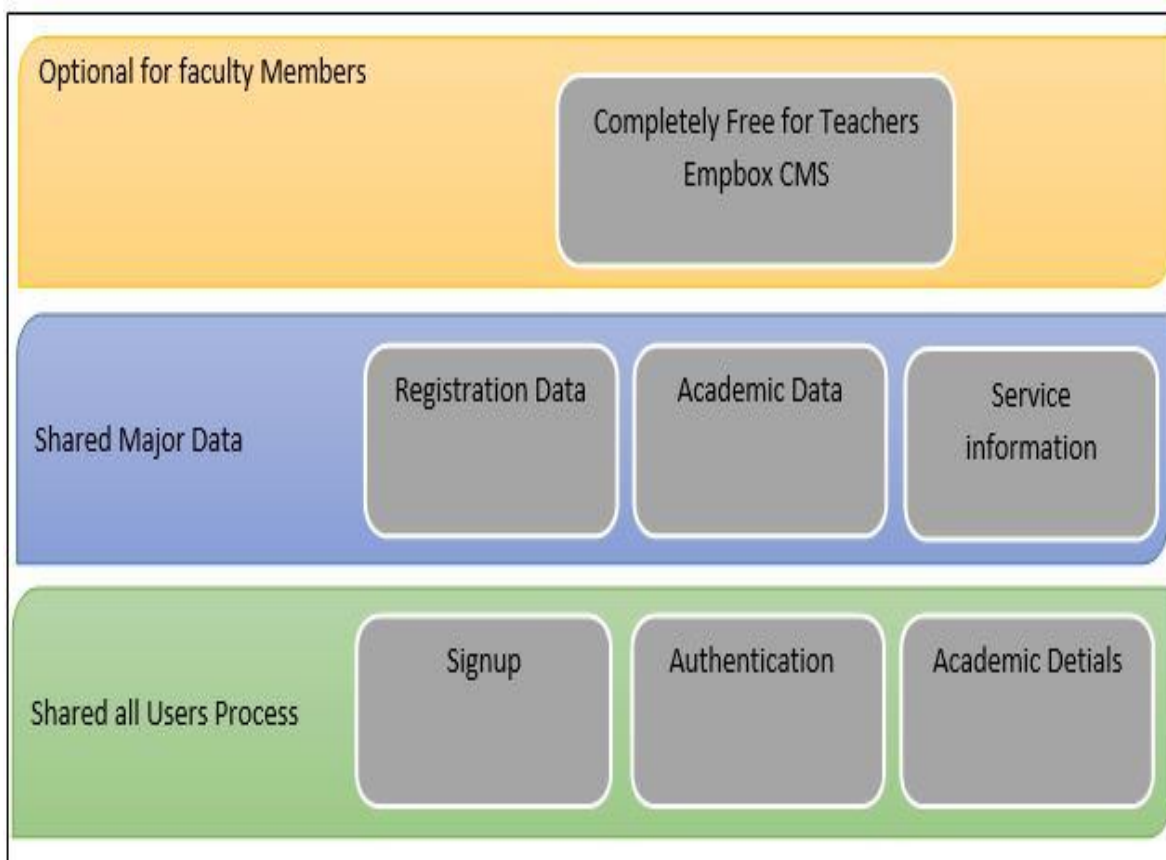 Optional for faculty Members
Completely Free for Teachers
Empbox CMS
Shared Major Data
Registration Data
Academic Data
Service
information
Shared all Users Process
Signup
Authentication
Academic Detials